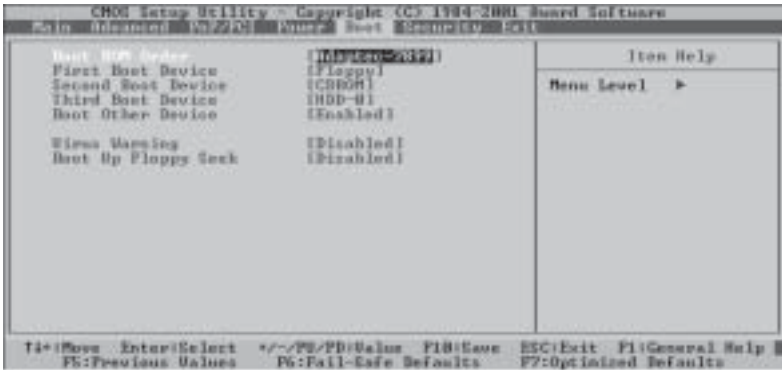 CMOS Setup Utility - Copyright (C) 1984-2001 Award Software
Main Advanced PnP/PCI Power Boot Security Exit
Boot ROM Order [Adaptec-7899]
First Boot Device [Floppy]
Second Boot Device [CDROM]
Third Boot Device [HDD-0]
Boot Other Device [Enabled]
Virus Warning [Disabled]
Boot Up Floppy Seek [Disabled]
Item Help
Menu Level ►
↑↓←:Move Enter:Select +/-/PU/PD:Value F10:Save ESC:Exit F1:General Help
F5:Previous Values F6:Fail-Safe Defaults F7:Optimized Defaults